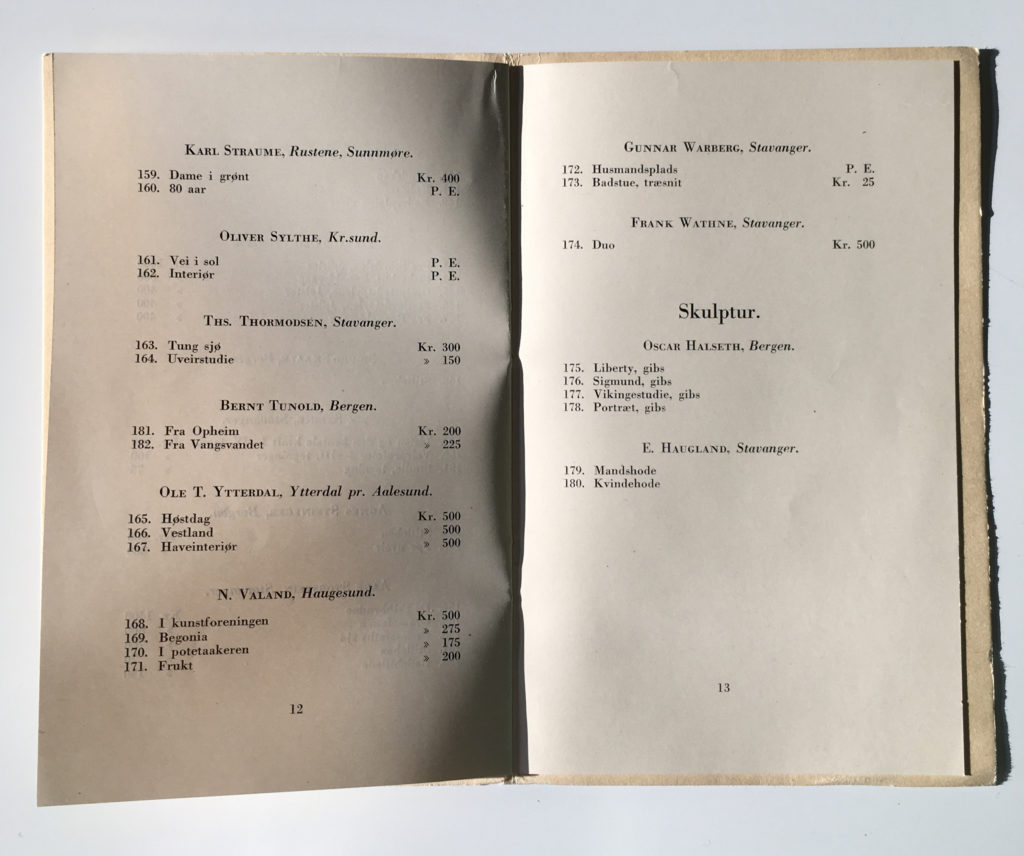 KARL STRAUME, Rustene, Sunnmøre.
159. Dame i grønt Kr. 400
160. 80 aar P. E.
OLIVER SYLTHE, Kr.sund.
161. Vei i sol P. E.
162. Interiør P. E.
THS. THORMODSEN, Stavanger.
163. Tung sjø Kr. 300
164. Uveirstudie » 150
BERNT TUNOLD, Bergen.
181. Fra Opheim Kr. 200
182. Fra Vangsvandet » 225
OLE T. YTTERDAL, Ytterdal pr. Aalesund.
165. Høstdag Kr. 500
166. Vestland » 500
167. Haveinteriør » 500
N. VALAND, Haugesund.
168. I kunstforeningen Kr. 500
169. Begonia » 275
170. I potetaakeren » 175
171. Frukt » 200
12
GUNNAR WARBERG, Stavanger.
172. Husmandsplads P. E.
173. Badstue, træsnit Kr. 25
FRANK WATHNE, Stavanger.
174. Duo Kr. 500
Skulptur.
OSCAR HALSETH, Bergen.
175. Liberty, gibs
176. Sigmund, gibs
177. Vikingestudie, gibs
178. Portræt, gibs
E. HAUGLAND, Stavanger.
179. Mandshode
180. Kvindehode
13